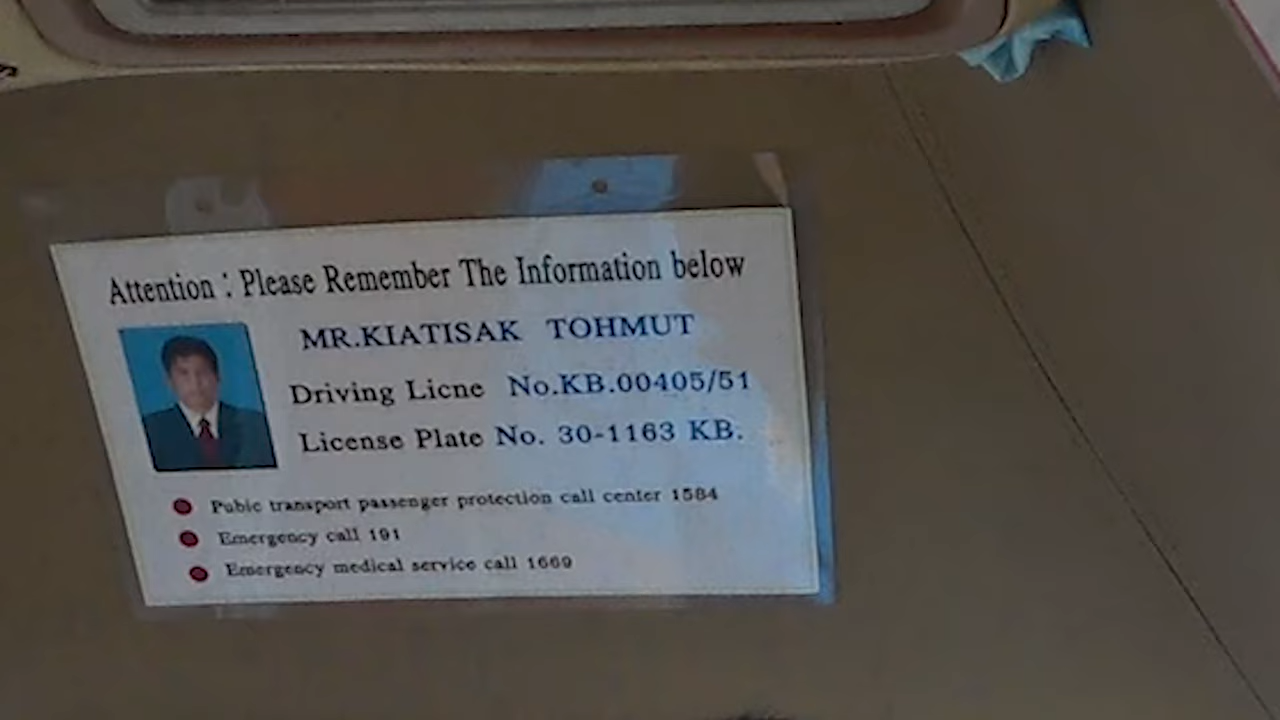 Attention : Please Remember The Information below
MR.KIATISAK TOHMUT
Driving Licne No.KB.00405/51
License Plate No. 30-1163 KB.
Pubic transport passenger protection call center 1584
Emergency call 191
Emergency medical service call 1669